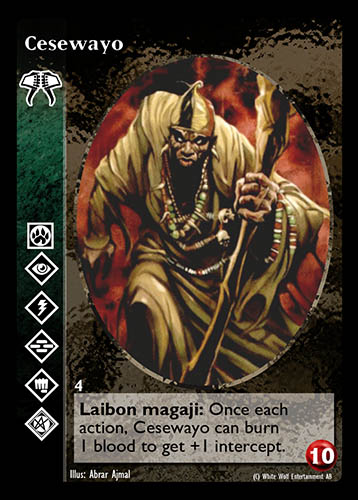 Cesewayo
4
Laibon magaji: Once each
action, Cesewayo can burn
1 blood to get +1 intercept.
10
Illus: Abrar Ajmal
(C) White Wolf Entertainment AB